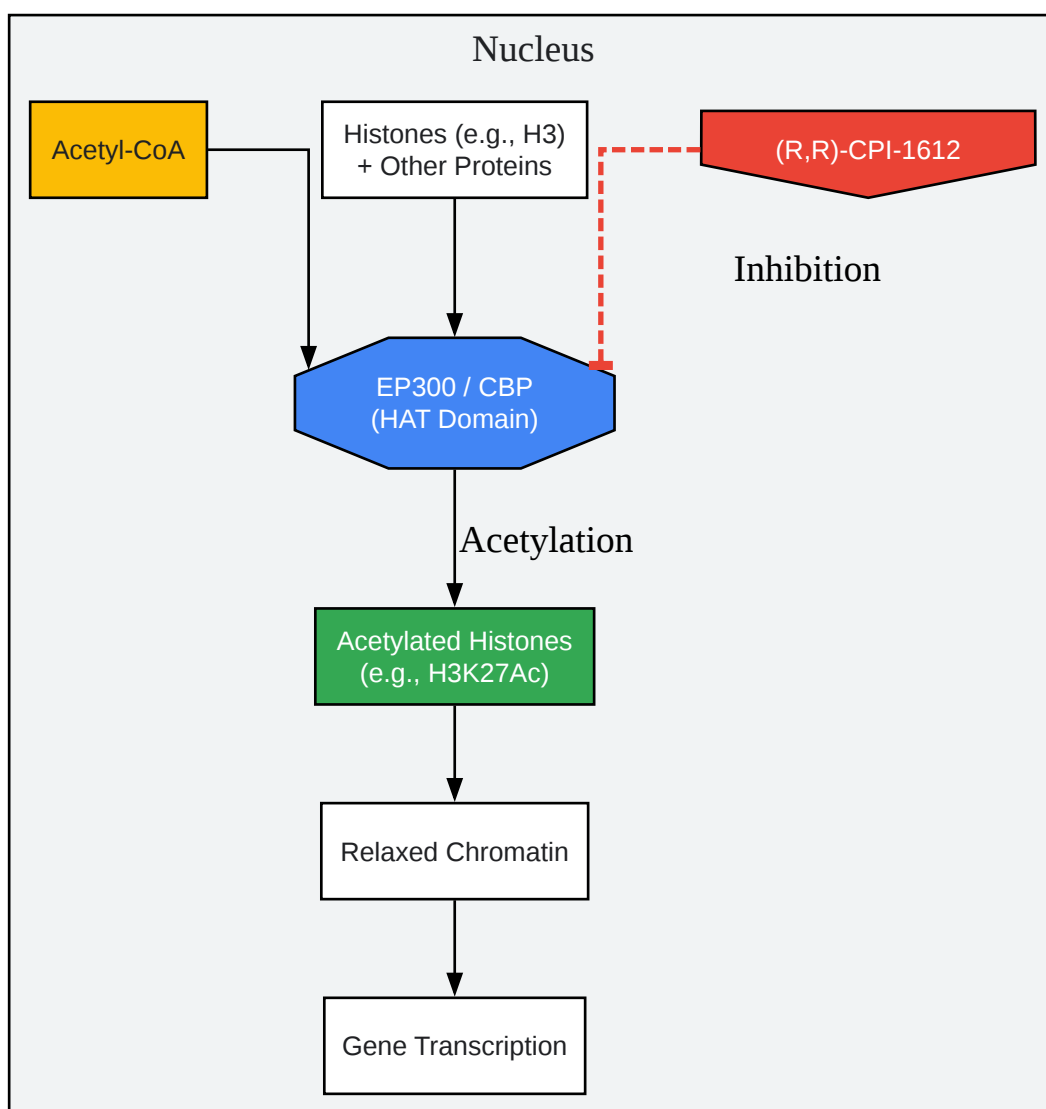 Nucleus
Acetyl-CoA
Histones (e.g., H3)
+ Other Proteins
(R,R)-CPI-1612
Inhibition
EP300 / CBP
(HAT Domain)
Acetylation
Acetylated Histones
(e.g., H3K27Ac)
Relaxed Chromatin
Gene Transcription